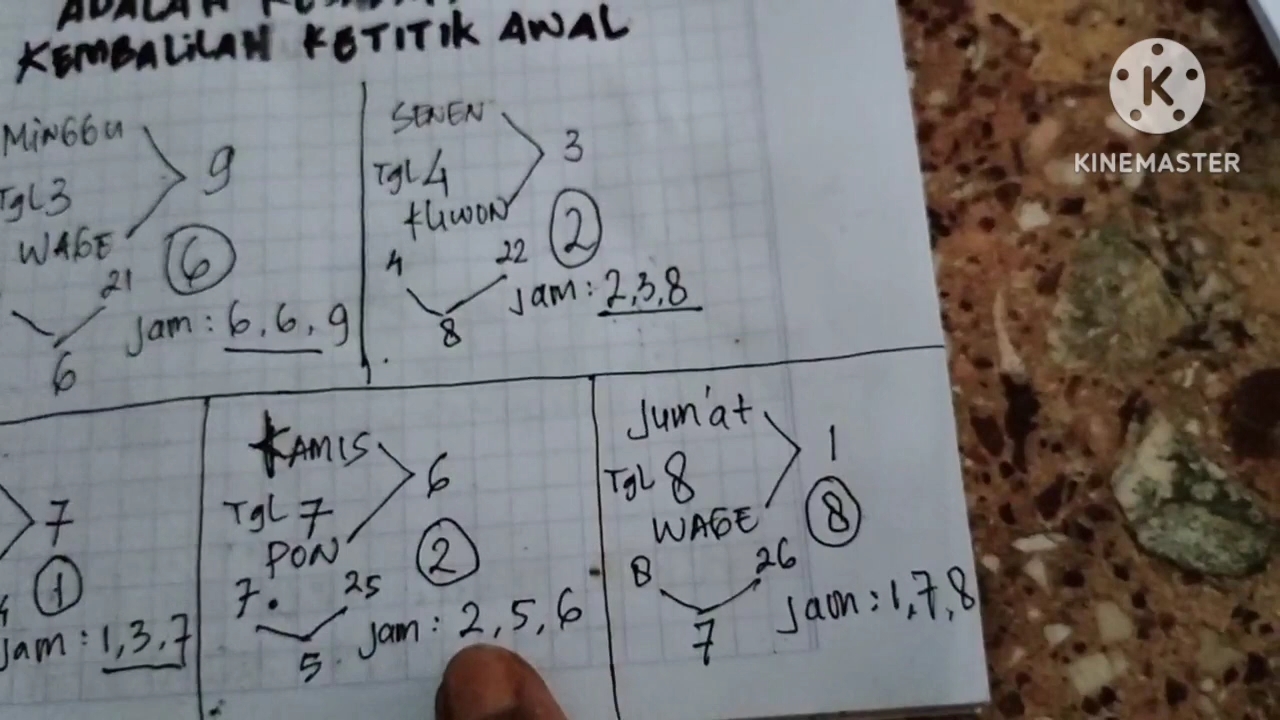 ADALAH
KEMBALILAH KETITIK AWAL
MINGGU
Tgl 3
WAGE
9
6
21
6
Jam : 6, 6, 9
SENEN
Tgl 4
KLIWON
3
2
4
22
8
Jam : 2, 3, 8
7
1
Jam : 1, 3, 7
KAMIS
Tgl 7
PON
6
2
7.
25
5
Jam : 2, 5, 6
Jum'at
Tgl 8
WAGE
1
8
8
26
7
Jam : 1, 7, 8
K
KINEMASTER